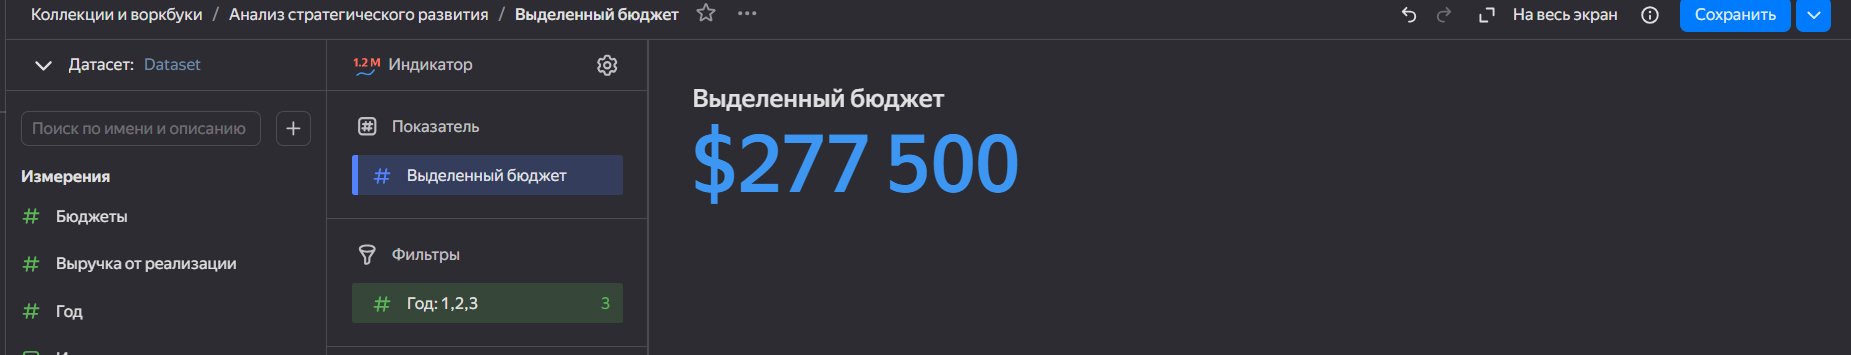 Коллекции и воркбуки / Анализ стратегического развития / Выделенный бюджет
На весь экран
Сохранить
Датасет: Dataset
Поиск по имени и описанию
Измерения
Бюджеты
Выручка от реализации
Год
1.2 M Индикатор
Показатель
Выделенный бюджет
Фильтры
Год: 1,2,3 3
Выделенный бюджет
$277 500